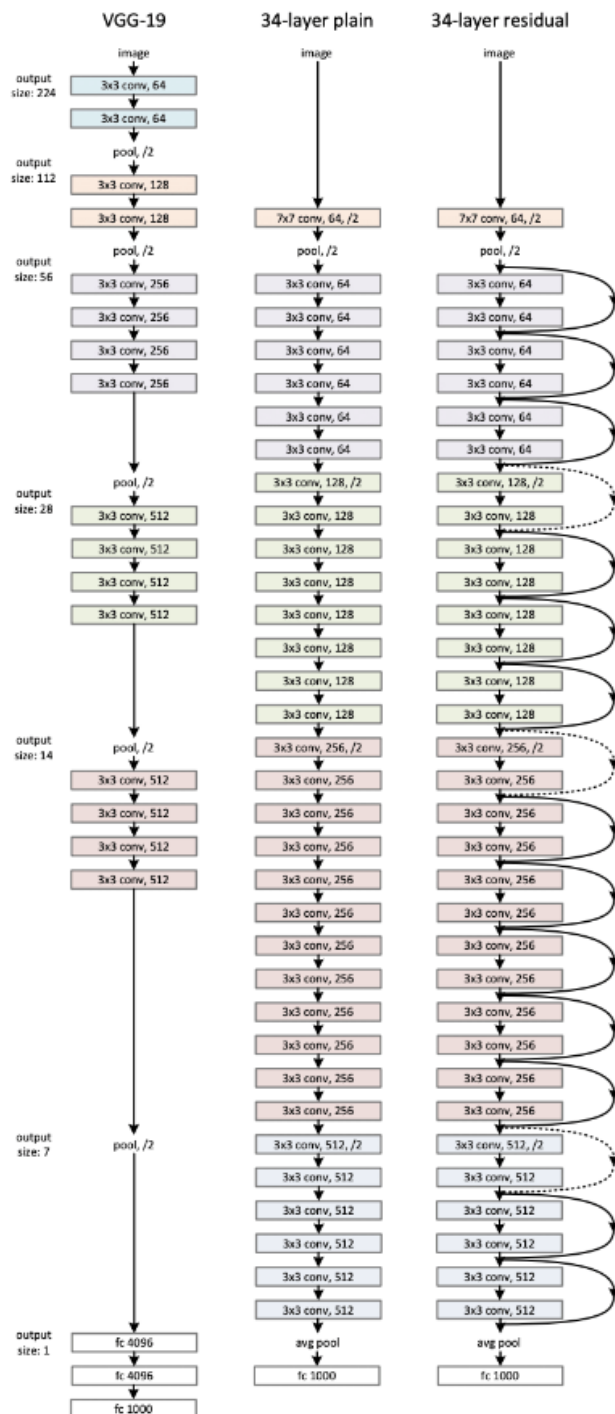 output
size: 224
output
size: 112
output
size: 56
output
size: 28
output
size: 14
output
size: 7
output
size: 1
VGG-19
image
3x3 conv, 64
3x3 conv, 64
pool, /2
3x3 conv, 128
3x3 conv, 128
pool, /2
3x3 conv, 256
3x3 conv, 256
3x3 conv, 256
3x3 conv, 256
pool, /2
3x3 conv, 512
3x3 conv, 512
3x3 conv, 512
3x3 conv, 512
pool, /2
3x3 conv, 512
3x3 conv, 512
3x3 conv, 512
3x3 conv, 512
pool, /2
fc 4096
fc 4096
fc 1000
34-layer plain
image
7x7 conv, 64, /2
pool, /2
3x3 conv, 64
3x3 conv, 64
3x3 conv, 64
3x3 conv, 64
3x3 conv, 64
3x3 conv, 64
3x3 conv, 128, /2
3x3 conv, 128
3x3 conv, 128
3x3 conv, 128
3x3 conv, 128
3x3 conv, 128
3x3 conv, 128
3x3 conv, 128
3x3 conv, 256, /2
3x3 conv, 256
3x3 conv, 256
3x3 conv, 256
3x3 conv, 256
3x3 conv, 256
3x3 conv, 256
3x3 conv, 256
3x3 conv, 256
3x3 conv, 256
3x3 conv, 256
3x3 conv, 256
3x3 conv, 512, /2
3x3 conv, 512
3x3 conv, 512
3x3 conv, 512
3x3 conv, 512
3x3 conv, 512
avg pool
fc 1000
34-layer residual
image
7x7 conv, 64, /2
pool, /2
3x3 conv, 64
3x3 conv, 64
3x3 conv, 64
3x3 conv, 64
3x3 conv, 64
3x3 conv, 64
3x3 conv, 128, /2
3x3 conv, 128
3x3 conv, 128
3x3 conv, 128
3x3 conv, 128
3x3 conv, 128
3x3 conv, 128
3x3 conv, 128
3x3 conv, 256, /2
3x3 conv, 256
3x3 conv, 256
3x3 conv, 256
3x3 conv, 256
3x3 conv, 256
3x3 conv, 256
3x3 conv, 256
3x3 conv, 256
3x3 conv, 256
3x3 conv, 256
3x3 conv, 256
3x3 conv, 512, /2
3x3 conv, 512
3x3 conv, 512
3x3 conv, 512
3x3 conv, 512
3x3 conv, 512
avg pool
fc 1000